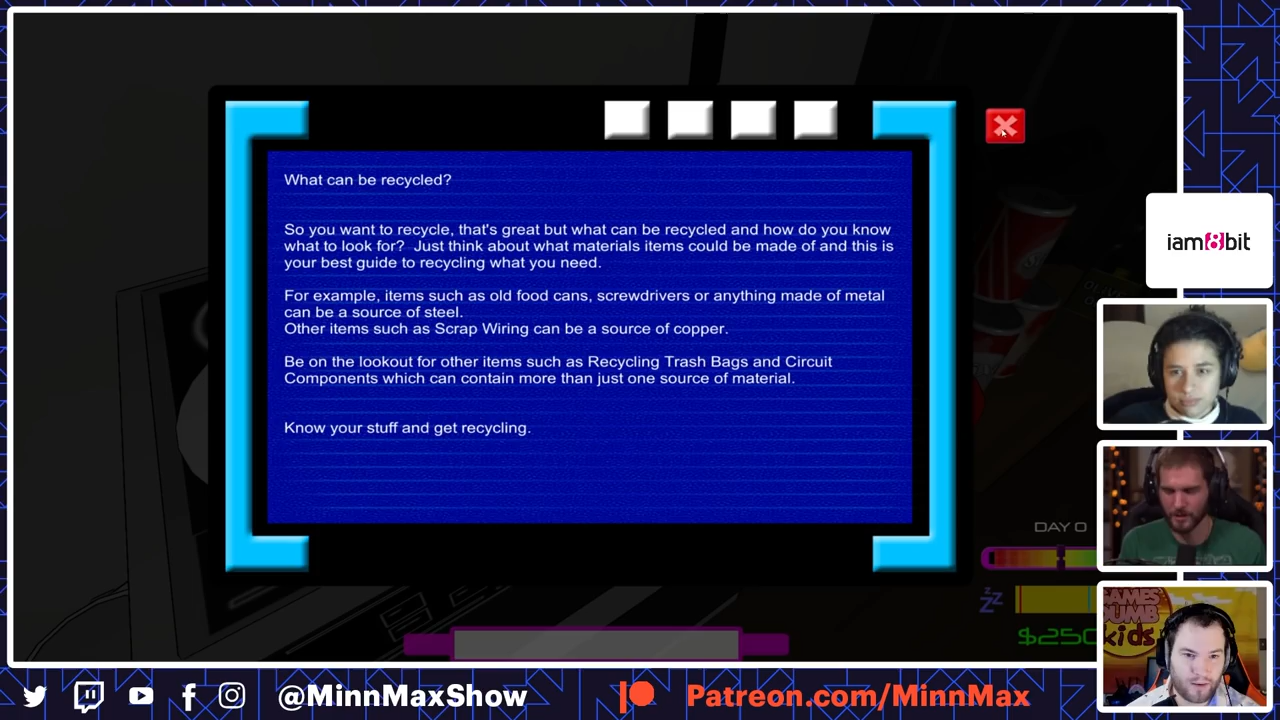 What can be recycled?
So you want to recycle, that's great but what can be recycled and how do you know
what to look for?  Just think about what materials items could be made of and this is
your best guide to recycling what you need.
For example, items such as old food cans, screwdrivers or anything made of metal
can be a source of steel.
Other items such as Scrap Wiring can be a source of copper.
Be on the lookout for other items such as Recycling Trash Bags and Circuit
Components which can contain more than just one source of material.
Know your stuff and get recycling.
iam8bit
DAY 0
zz
$250
GAMES
DUMB
kids
@MinnMaxShow
Patreon.com/MinnMax